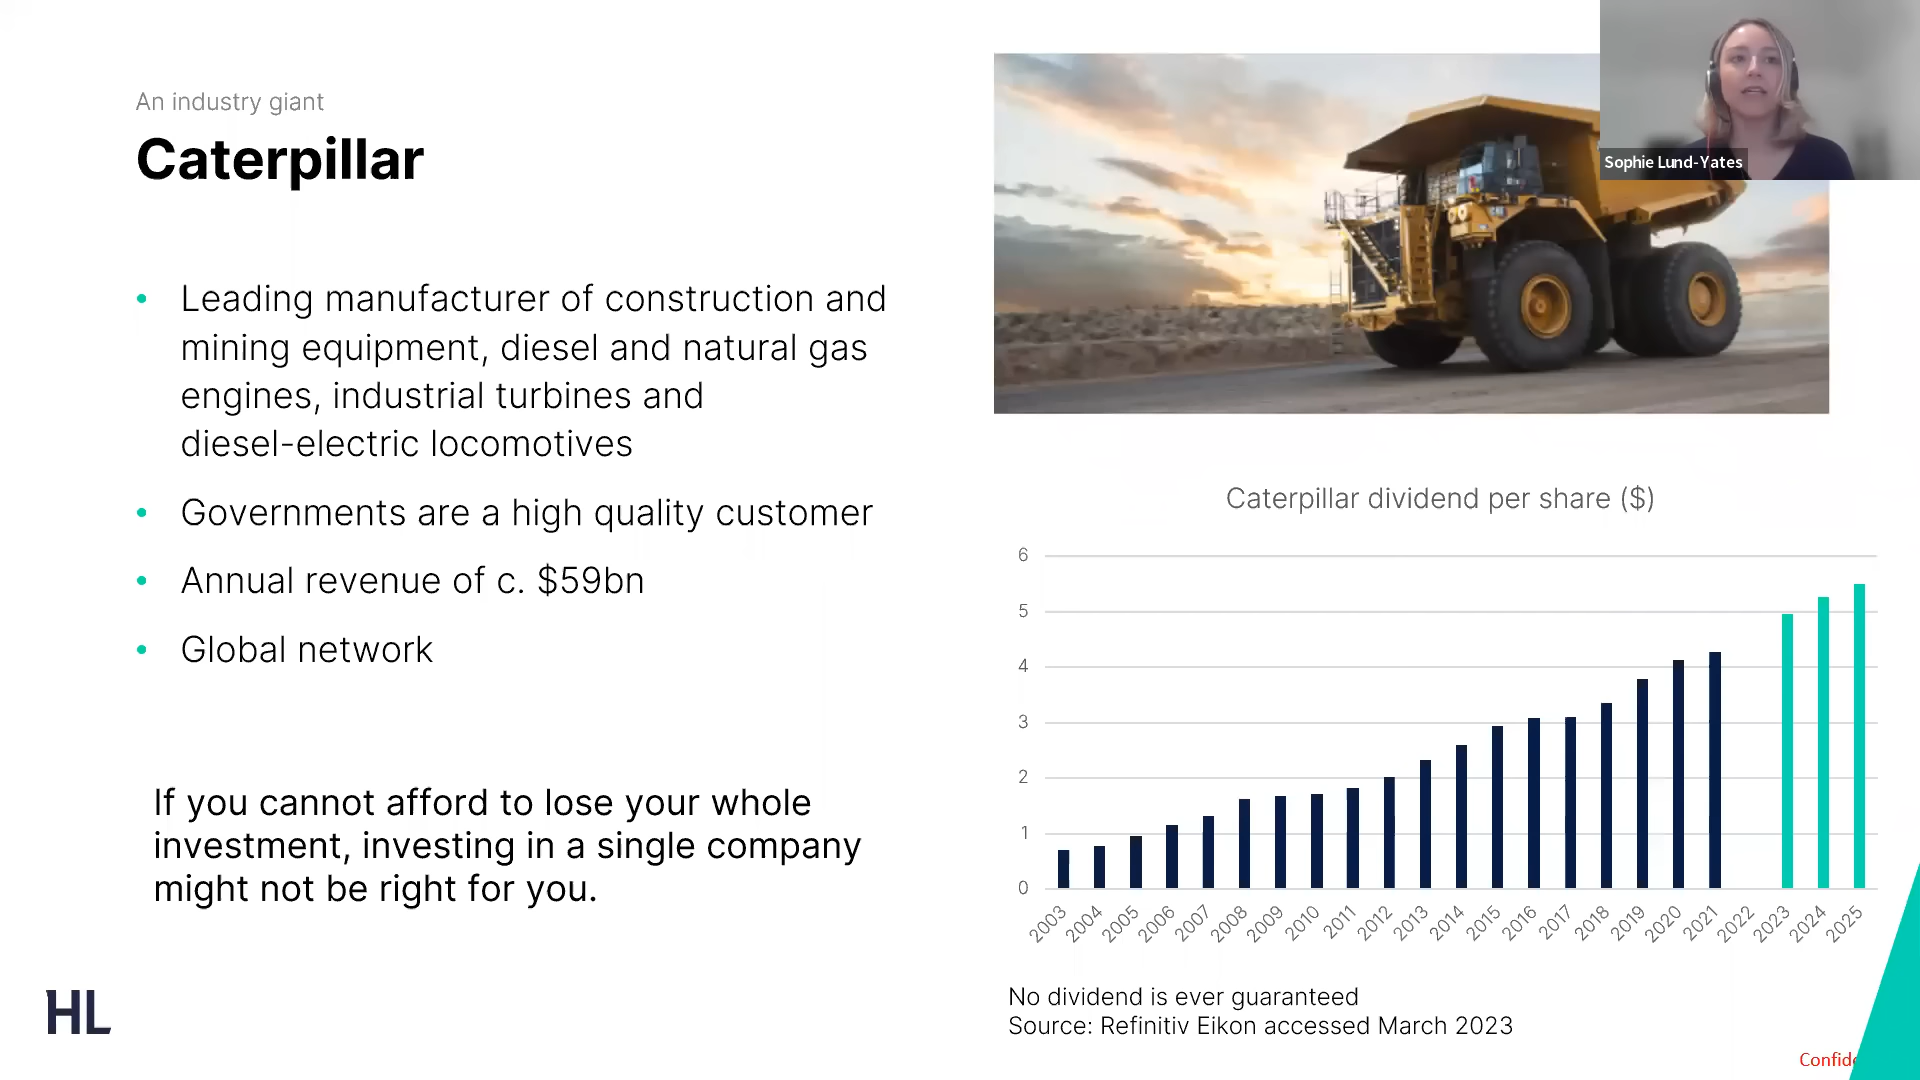 An industry giant
Caterpillar
• Leading manufacturer of construction and
mining equipment, diesel and natural gas
engines, industrial turbines and
diesel-electric locomotives
• Governments are a high quality customer
• Annual revenue of c. $59bn
• Global network
If you cannot afford to lose your whole
investment, investing in a single company
might not be right for you.
HL
Sophie Lund-Yates
CAT
Caterpillar dividend per share ($)
6
5
4
3
2
1
0
2003 2004 2005 2006 2007 2008 2009 2010 2011 2012 2013 2014 2015 2016 2017 2018 2019 2020 2021 2022 2023 2024 2025
No dividend is ever guaranteed
Source: Refinitiv Eikon accessed March 2023
Confide